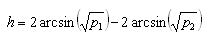 h = 2 arcsin(√p₁) − 2 arcsin(√p₂)